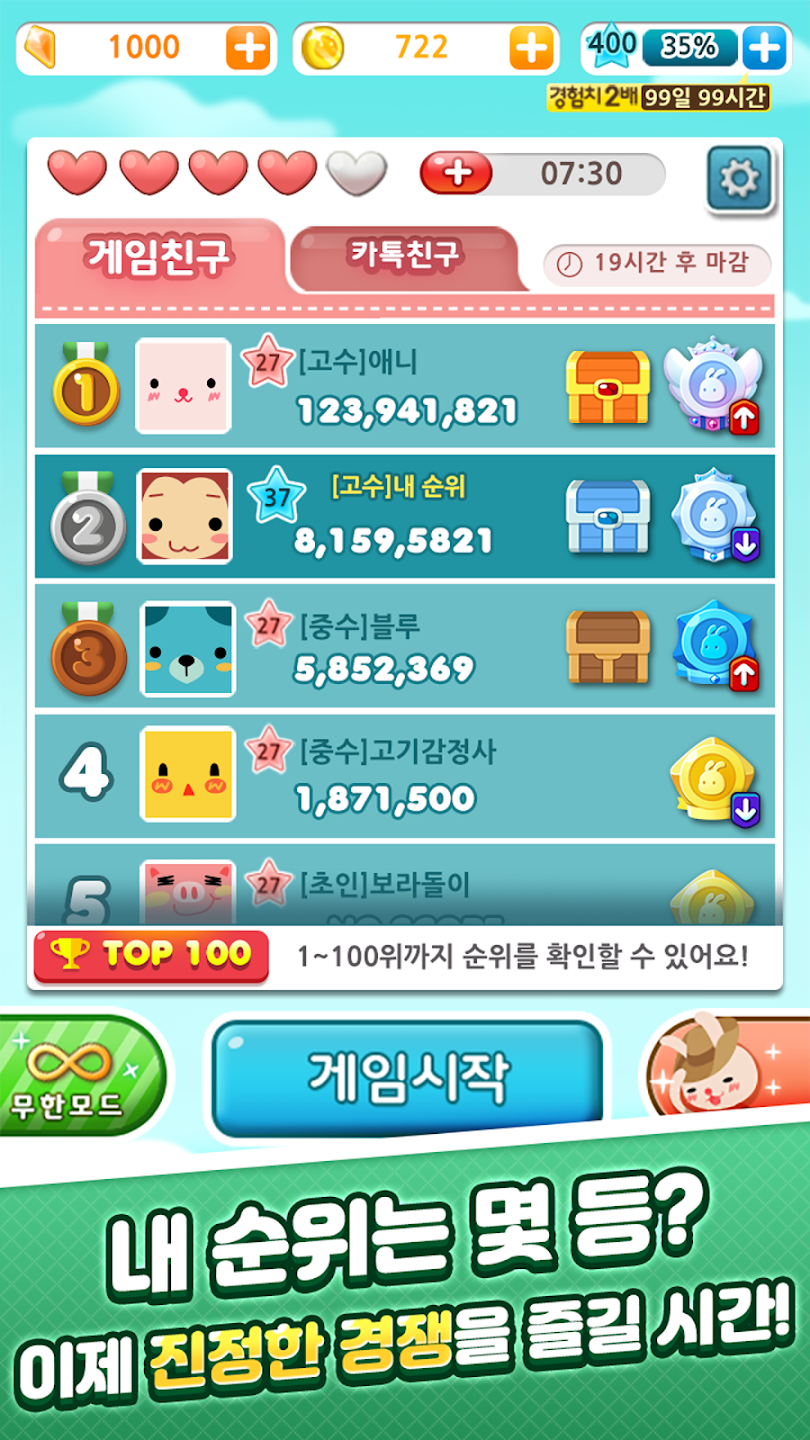 1000
722
400 35%
경험치2배 99일 99시간
07:30
게임친구
카톡친구
19시간 후 마감
1
27 [고수]애니
123,941,821
2
37 [고수]내 순위
8,159,5821
3
27 [중수]블루
5,852,369
4
27 [중수]고기감정사
1,871,500
5
27 [초인]보라돌이
TOP 100 1~100위까지 순위를 확인할 수 있어요!
무한모드
게임시작
내 순위는 몇 등?
이제 진정한 경쟁을 즐길 시간!